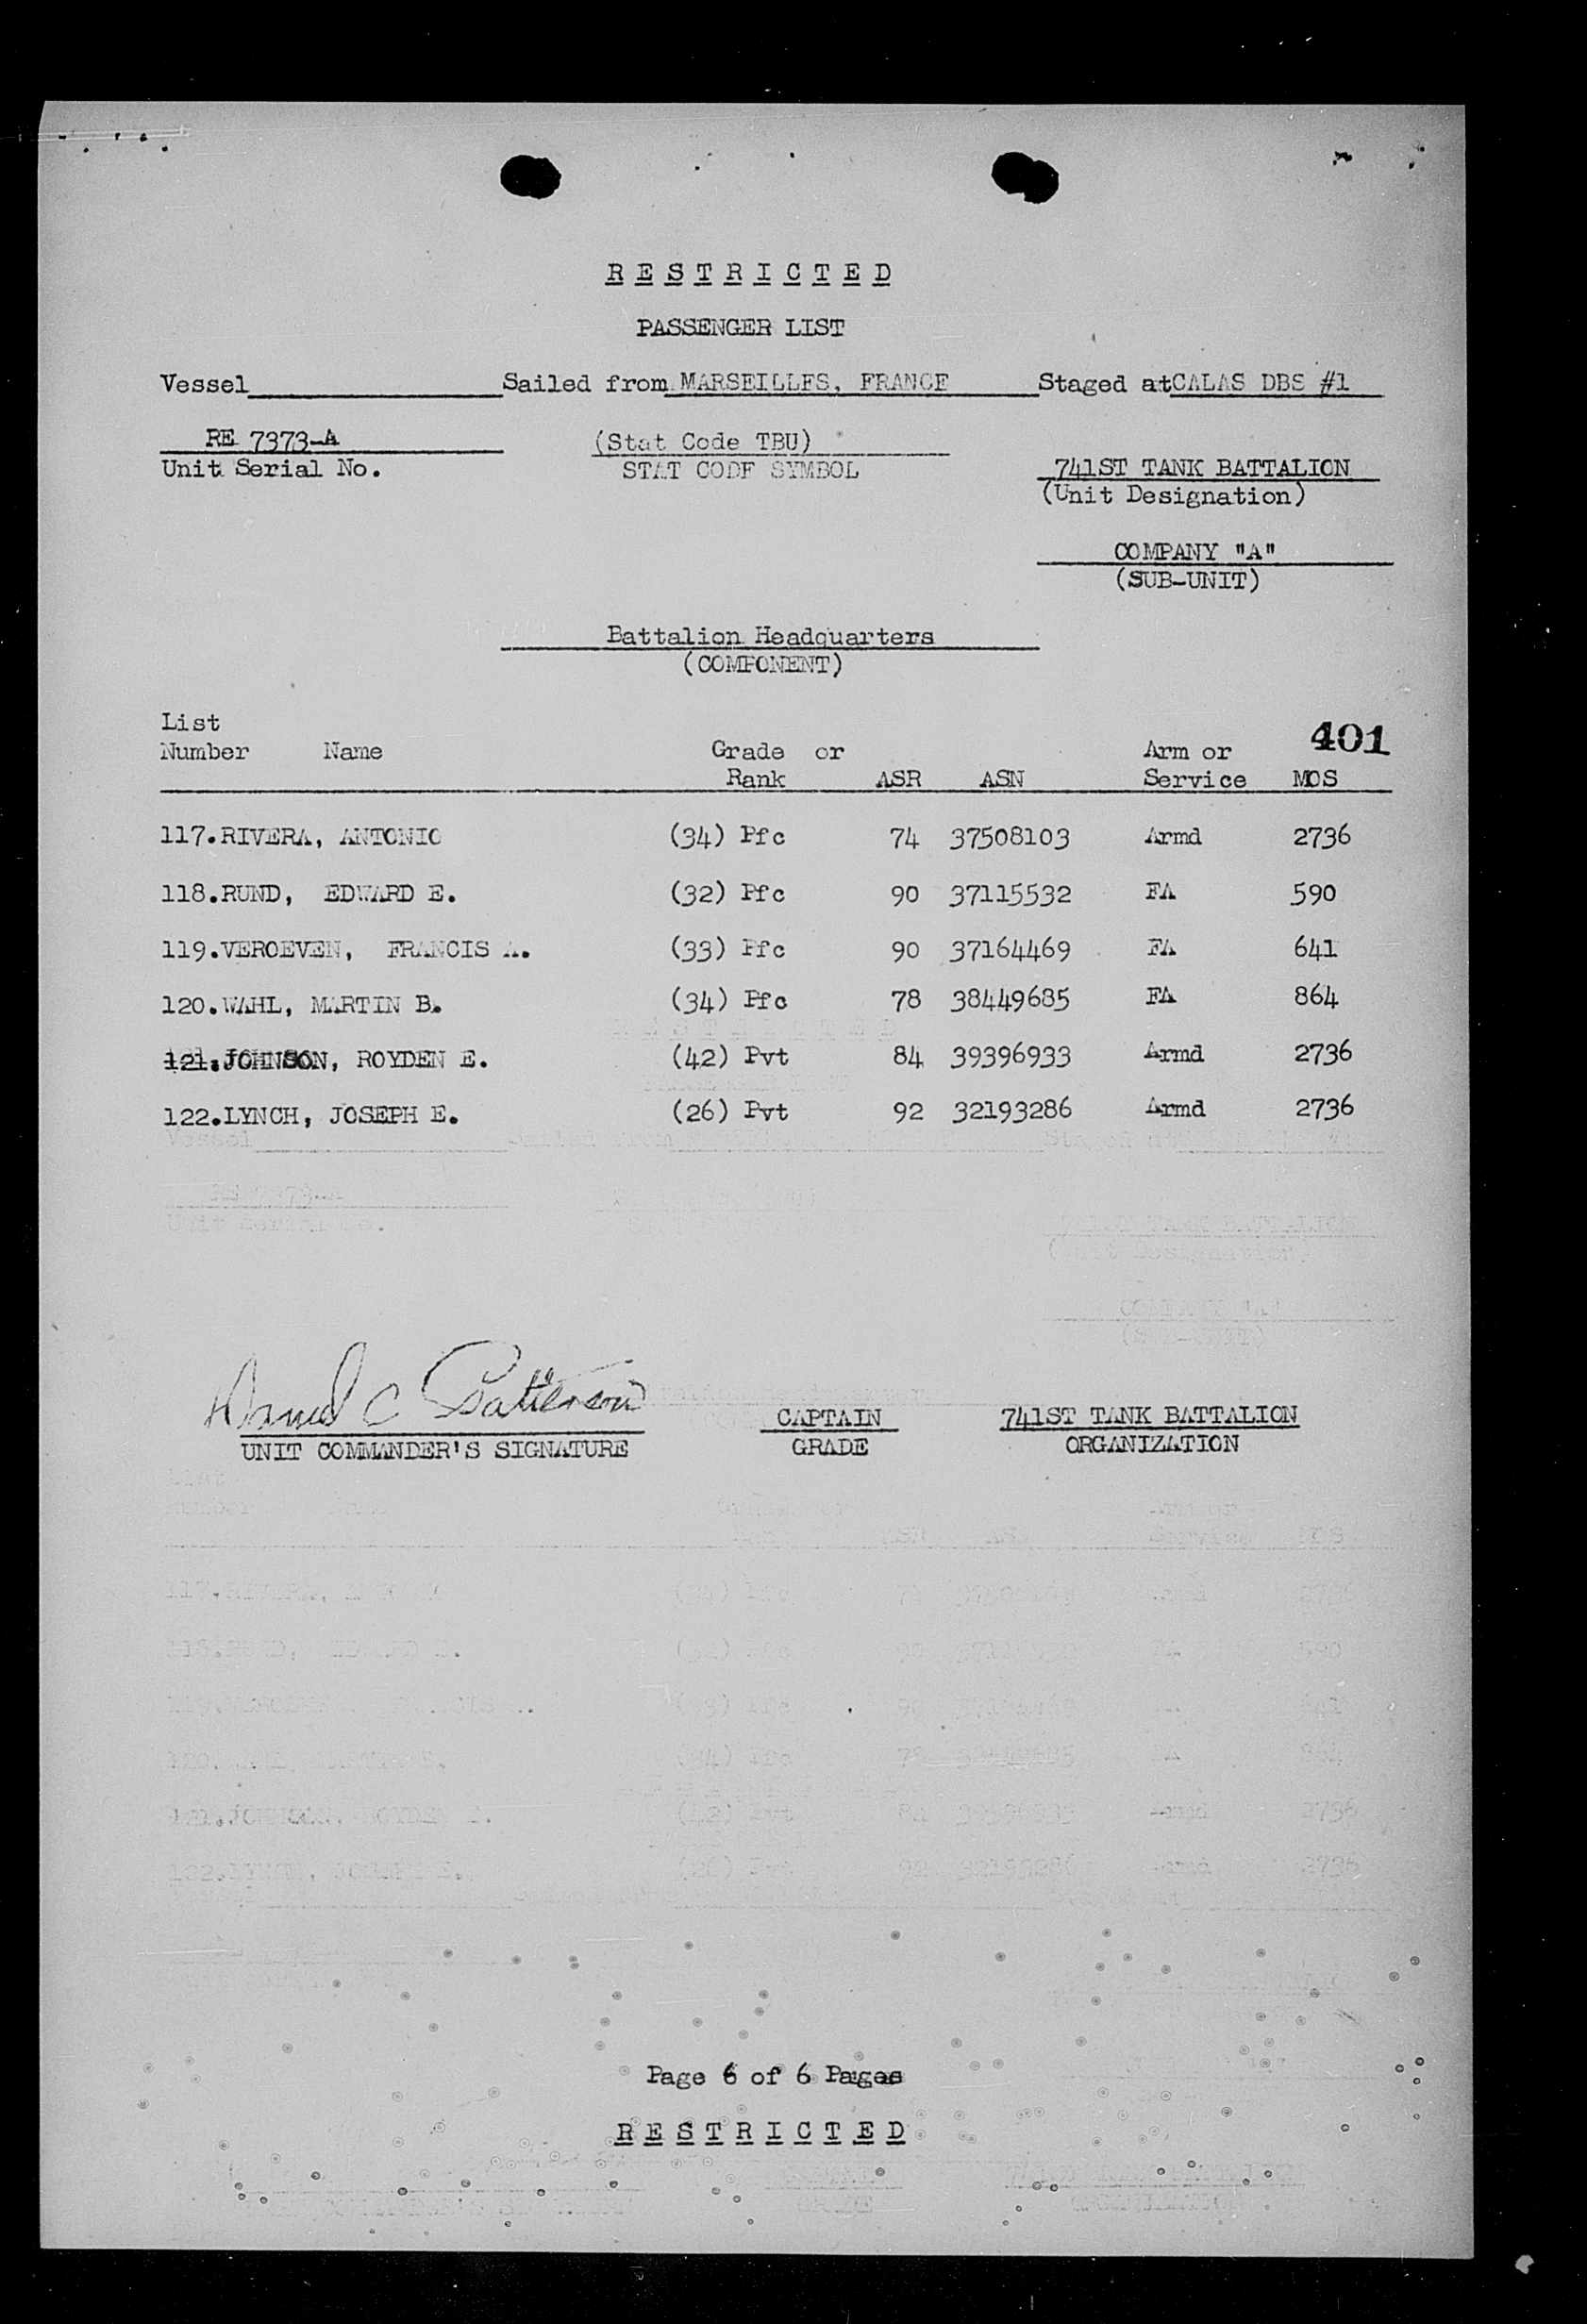 RESTRICTED
PASSENGER LIST
Vessel Sailed from MARSEILLES, FRANCE Staged at CALAS DBS #1
RE 7373-A (Stat Code TBU)
Unit Serial No. STAT CODE SYMBOL 741ST TANK BATTALION
(Unit Designation)
COMPANY "A"
(SUB-UNIT)
Battalion Headquarters
(COMPONENT)
List
Number Name Grade or Arm or 401
Rank ASR ASN Service MOS
117. RIVERA, ANTONIO (34) Pfc 74 37508103 Armd 2736
118. RUND, EDWARD E. (32) Pfc 90 37115532 FA 590
119. VEROEVEN, FRANCIS A. (33) Pfc 90 37164469 FA 641
120. WAHL, MARTIN B. (34) Pfc 78 38449685 FA 864
121. JOHNSON, ROYDEN E. (42) Pvt 84 39396933 Armd 2736
122. LYNCH, JOSEPH E. (26) Pvt 92 32193286 Armd 2736
C Patterson CAPTAIN 741ST TANK BATTALION
UNIT COMMANDER'S SIGNATURE GRADE ORGANIZATION
Page 6 of 6 Pages
RESTRICTED